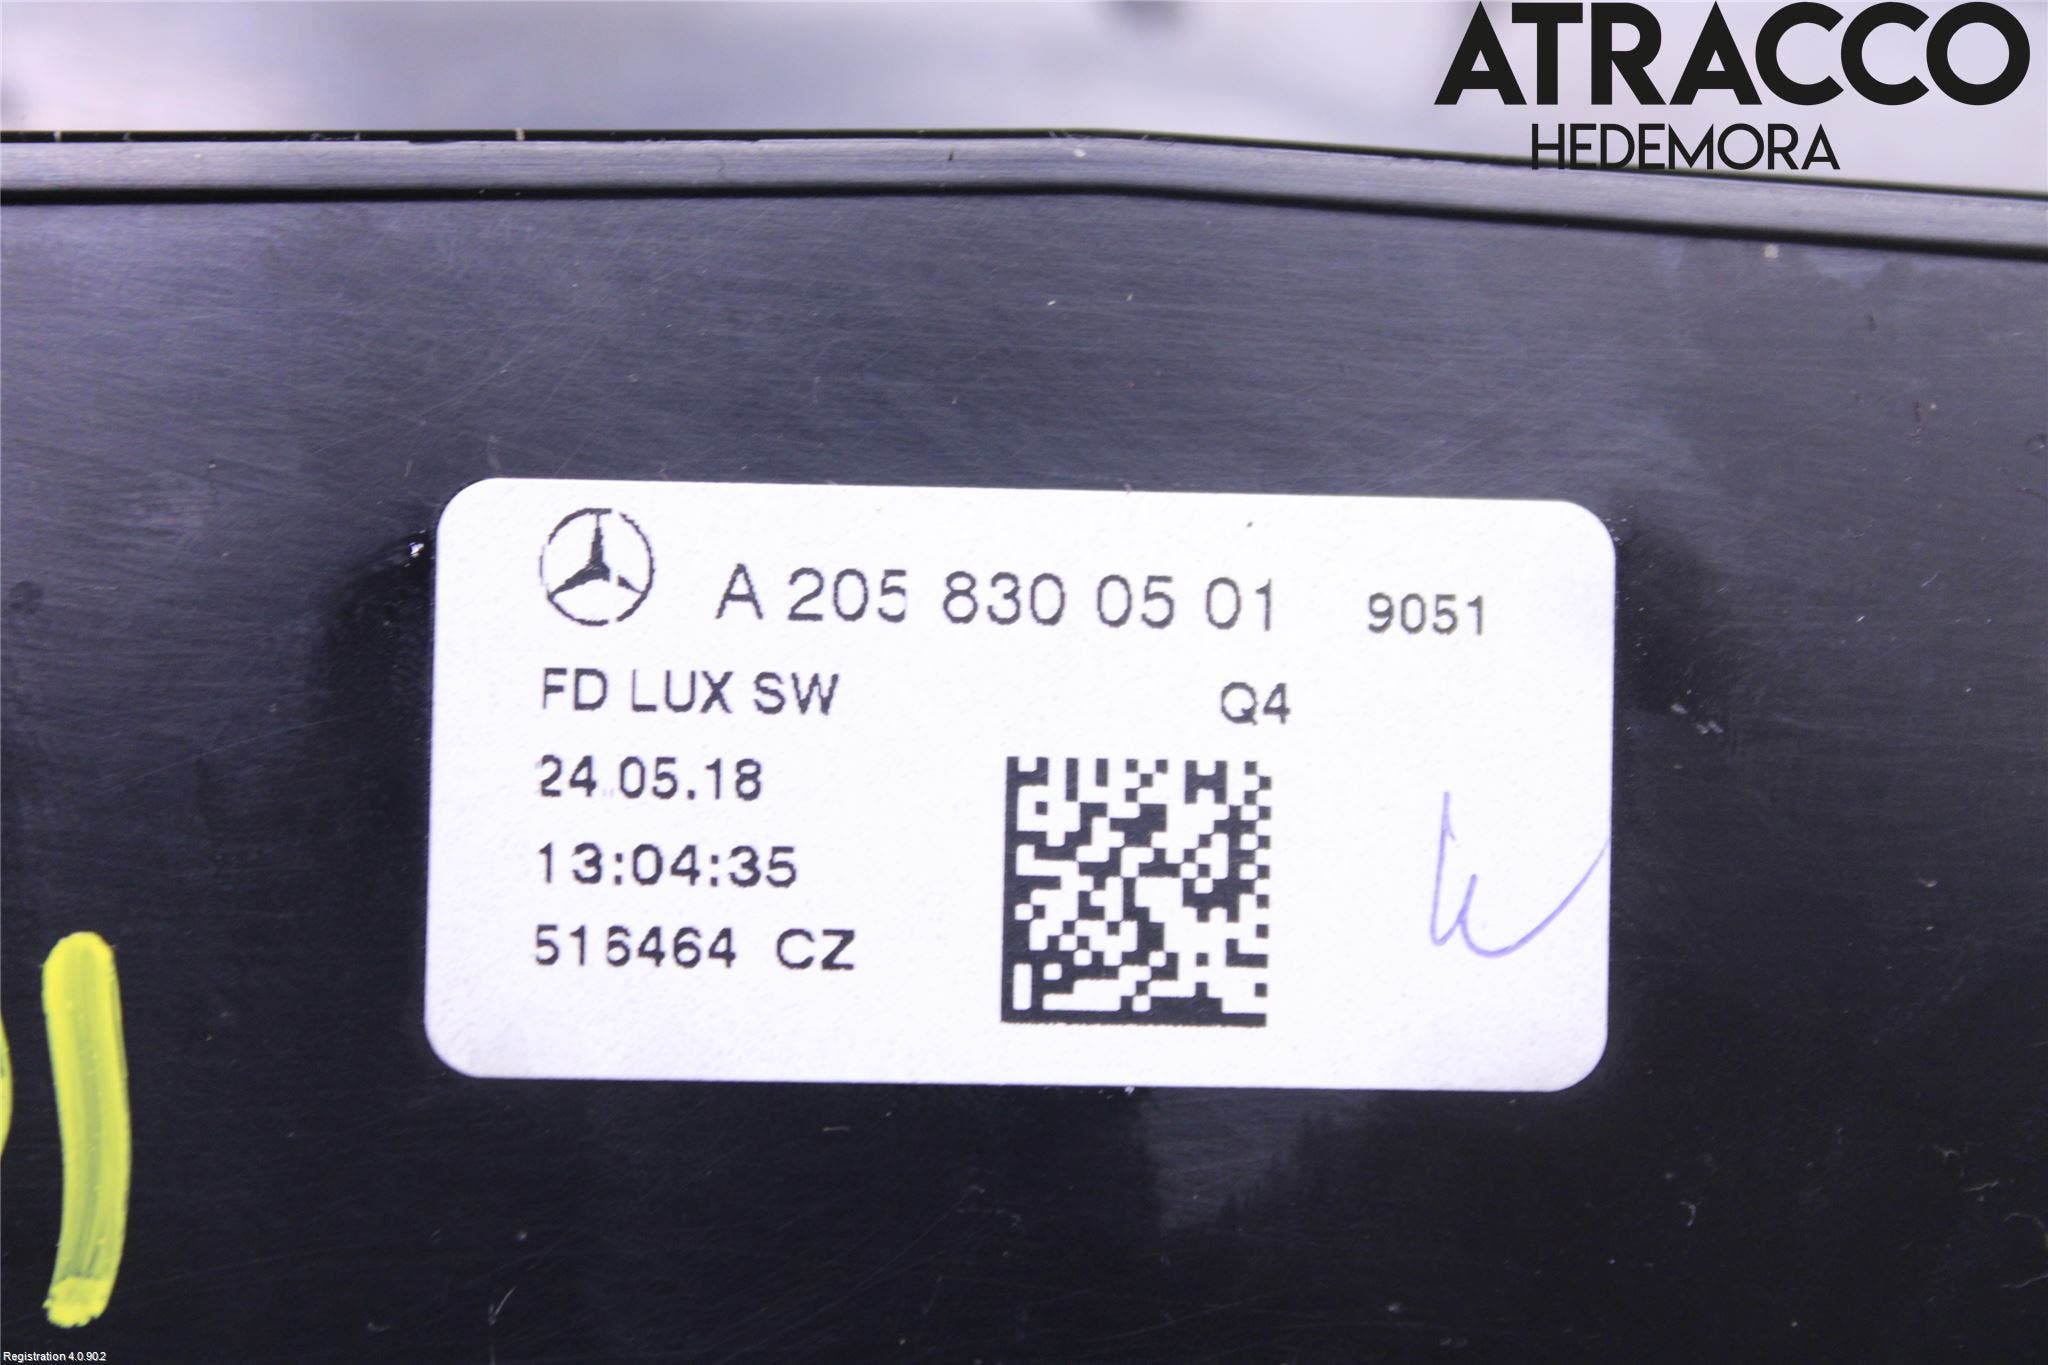 ATRACCO
HEDEMORA
A 205 830 05 01 9051
FD LUX SW Q4
24.05.18
13:04:35
516464 CZ
Registration 4.0.90.2